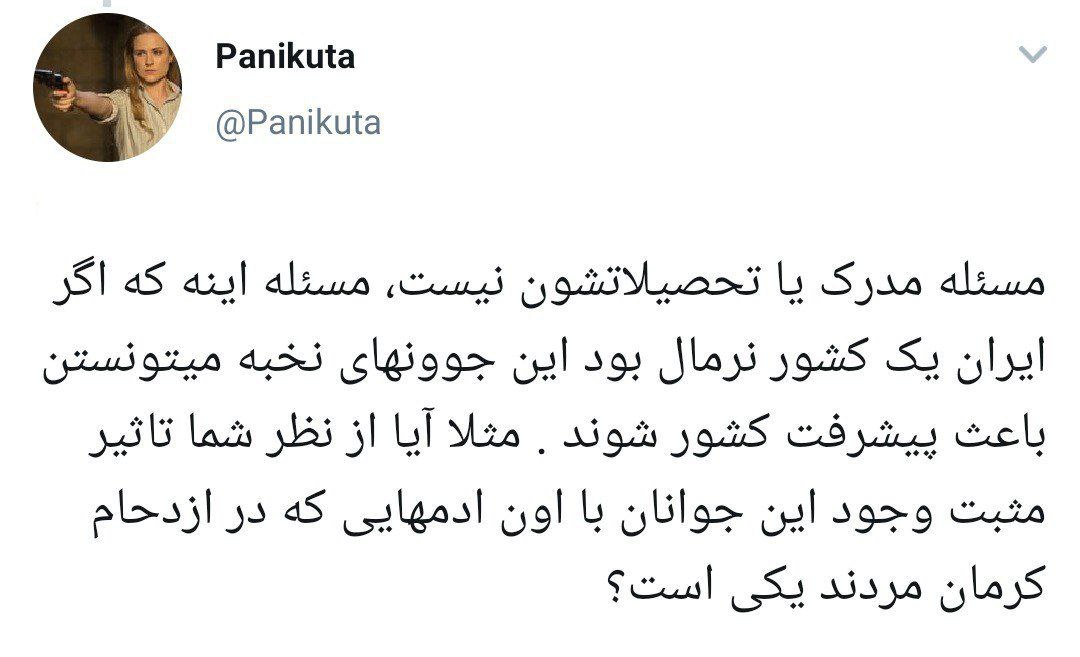 Panikuta
@Panikuta
مسئله مدرک یا تحصیلاتشون نیست، مسئله اینه که اگر
ایران یک کشور نرمال بود این جوونهای نخبه میتونستن
باعث پیشرفت کشور شوند . مثلا آیا از نظر شما تاثیر
مثبت وجود این جوانان با اون ادمهایی که در ازدحام
کرمان مردند یکی است؟